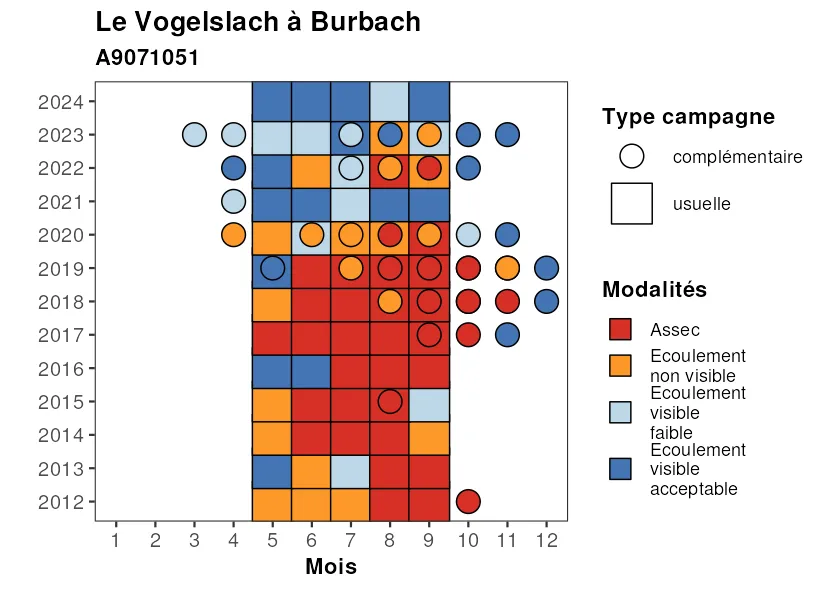 Le Vogelslach à Burbach
A9071051
2024
2023
2022
2021
2020
2019
2018
2017
2016
2015
2014
2013
2012
1 2 3 4 5 6 7 8 9 10 11 12
Mois
Type campagne
complémentaire
usuelle
Modalités
Assec
Ecoulement
non visible
Ecoulement
visible
faible
Ecoulement
visible
acceptable